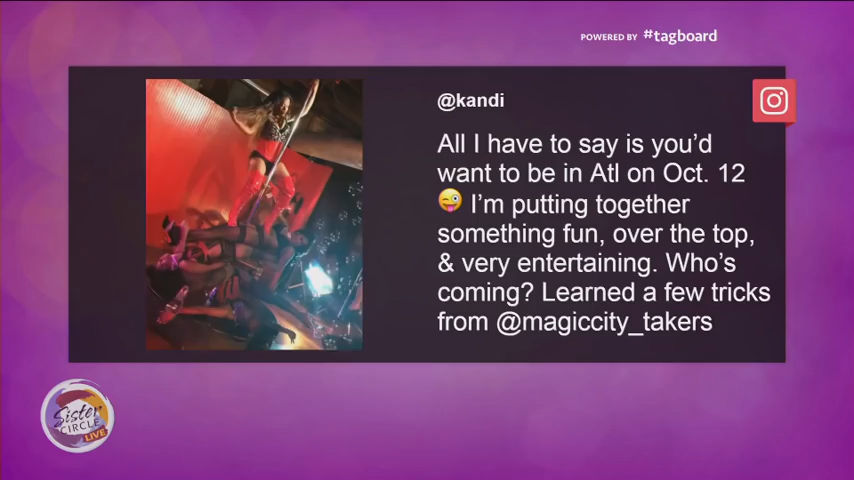 POWERED BY #tagboard
@kandi
All I have to say is you'd
want to be in Atl on Oct. 12
😜 I'm putting together
something fun, over the top,
& very entertaining. Who's
coming? Learned a few tricks
from @magiccity_takers
Sister
CIRCLE
LIVE